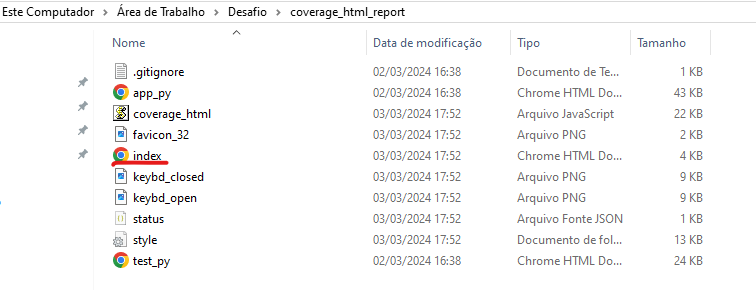 Este Computador > Área de Trabalho > Desafio > coverage_html_report
Nome Data de modificação Tipo Tamanho
.gitignore 02/03/2024 16:38 Documento de Te... 1 KB
app_py 02/03/2024 16:38 Chrome HTML Do... 43 KB
coverage_html 03/03/2024 17:52 Arquivo JavaScript 22 KB
favicon_32 03/03/2024 17:52 Arquivo PNG 2 KB
index 03/03/2024 17:52 Chrome HTML Do... 4 KB
keybd_closed 03/03/2024 17:52 Arquivo PNG 9 KB
keybd_open 03/03/2024 17:52 Arquivo PNG 9 KB
status 03/03/2024 17:52 Arquivo Fonte JSON 1 KB
style 03/03/2024 17:52 Documento de fol... 13 KB
test_py 02/03/2024 16:38 Chrome HTML Do... 24 KB